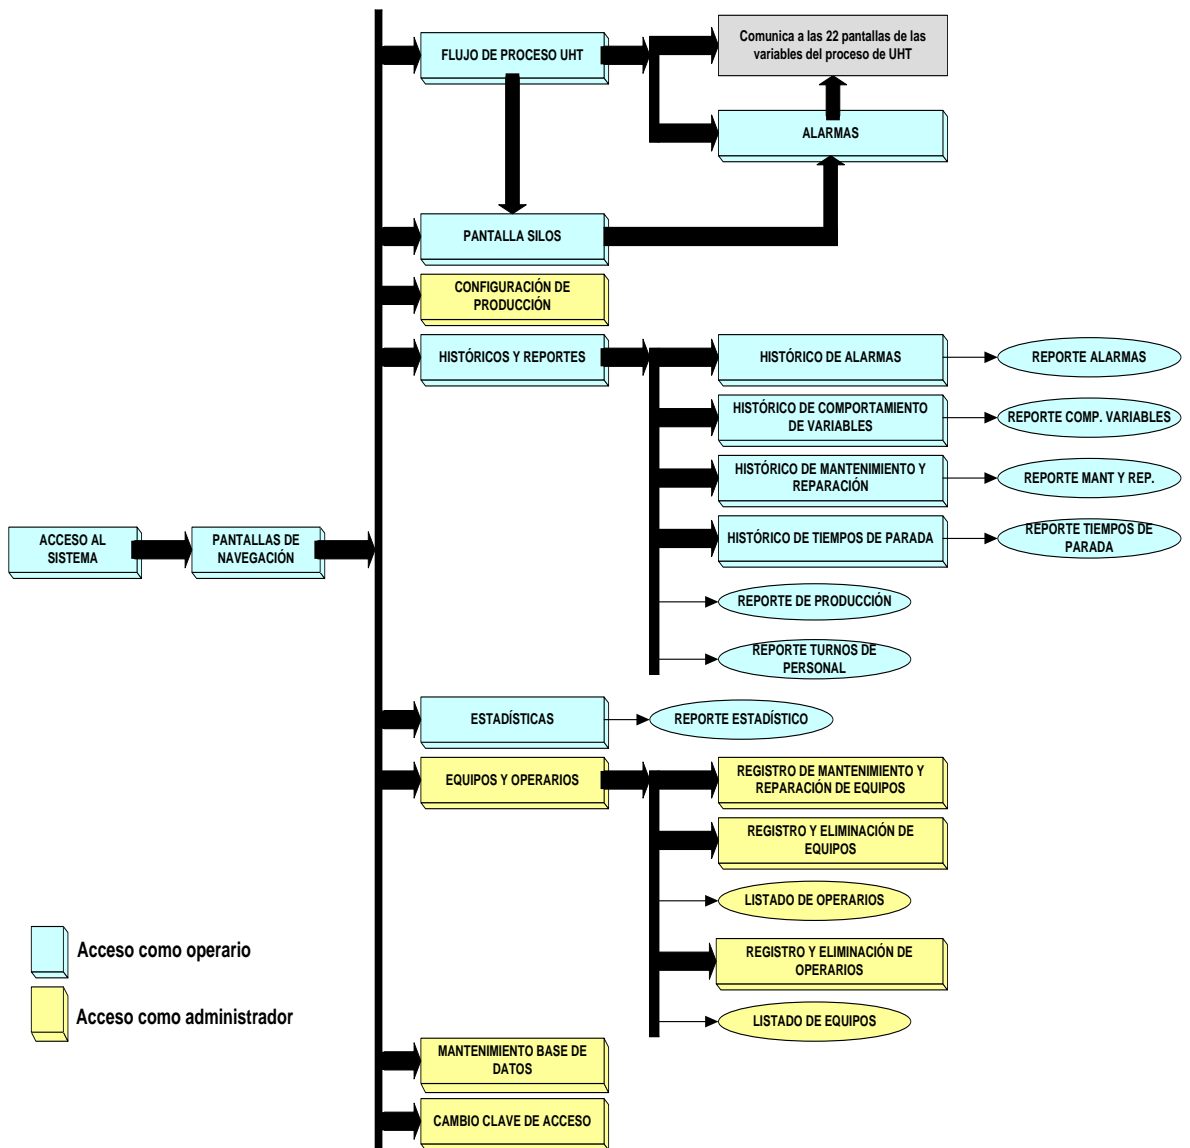 FLUJO DE PROCESO UHT
Comunica a las 22 pantallas de las
variables del proceso de UHT
ALARMAS
PANTALLA SILOS
CONFIGURACIÓN DE
PRODUCCIÓN
HISTÓRICOS Y REPORTES
HISTÓRICO DE ALARMAS
REPORTE ALARMAS
HISTÓRICO DE COMPORTAMIENTO
DE VARIABLES
REPORTE COMP. VARIABLES
HISTÓRICO DE MANTENIMIENTO Y
REPARACIÓN
REPORTE MANT Y REP.
ACCESO AL
SISTEMA
PANTALLAS DE
NAVEGACIÓN
HISTÓRICO DE TIEMPOS DE PARADA
REPORTE TIEMPOS DE
PARADA
REPORTE DE PRODUCCIÓN
REPORTE TURNOS DE
PERSONAL
ESTADÍSTICAS
REPORTE ESTADÍSTICO
EQUIPOS Y OPERARIOS
REGISTRO DE MANTENIMIENTO Y
REPARACIÓN DE EQUIPOS
REGISTRO Y ELIMINACIÓN DE
EQUIPOS
LISTADO DE OPERARIOS
REGISTRO Y ELIMINACIÓN DE
OPERARIOS
LISTADO DE EQUIPOS
Acceso como operario
Acceso como administrador
MANTENIMIENTO BASE DE
DATOS
CAMBIO CLAVE DE ACCESO